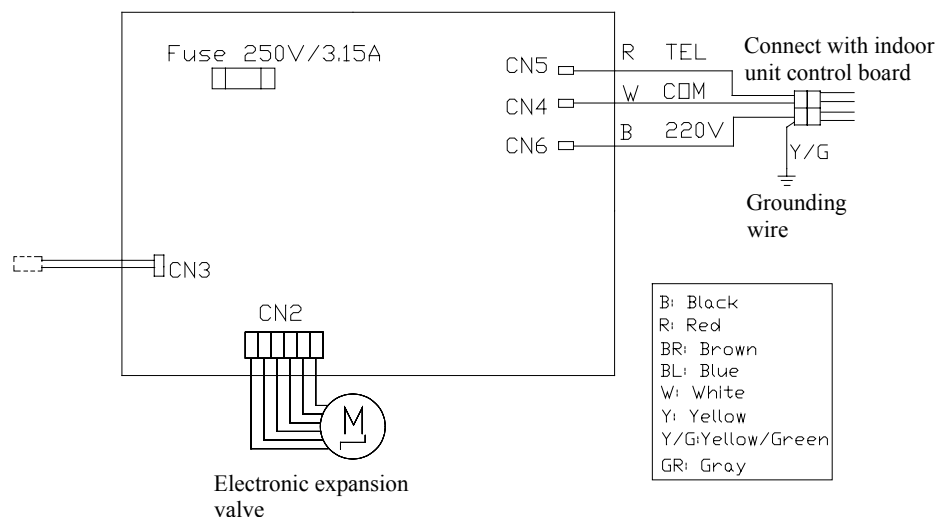 Fuse 250V/3.15A
CN5
R
TEL
Connect with indoor
unit control board
CN4
W
COM
CN6
B
220V
Y/G
Grounding
wire
CN3
CN2
M
Electronic expansion
valve
B: Black
R: Red
BR: Brown
BL: Blue
W: White
Y: Yellow
Y/G:Yellow/Green
GR: Gray